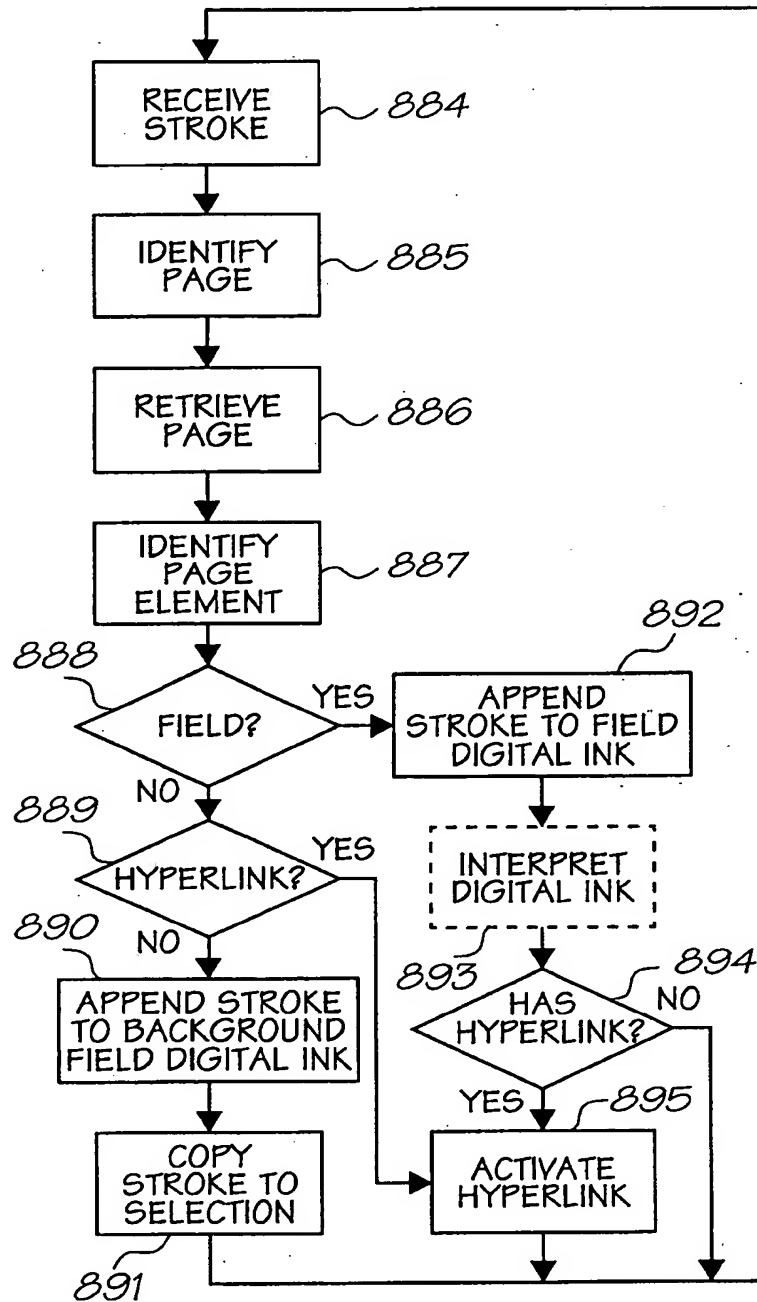 RECEIVE
STROKE
884
IDENTIFY
PAGE
885
RETRIEVE
PAGE
886
IDENTIFY
PAGE
ELEMENT
887
888
FIELD?
YES
NO
892
APPEND
STROKE TO FIELD
DIGITAL INK
889
HYPERLINK?
YES
NO
INTERPRET
DIGITAL INK
893
890
APPEND STROKE
TO BACKGROUND
FIELD DIGITAL INK
894
HAS
HYPERLINK?
NO
YES
895
COPY
STROKE TO
SELECTION
891
ACTIVATE
HYPERLINK